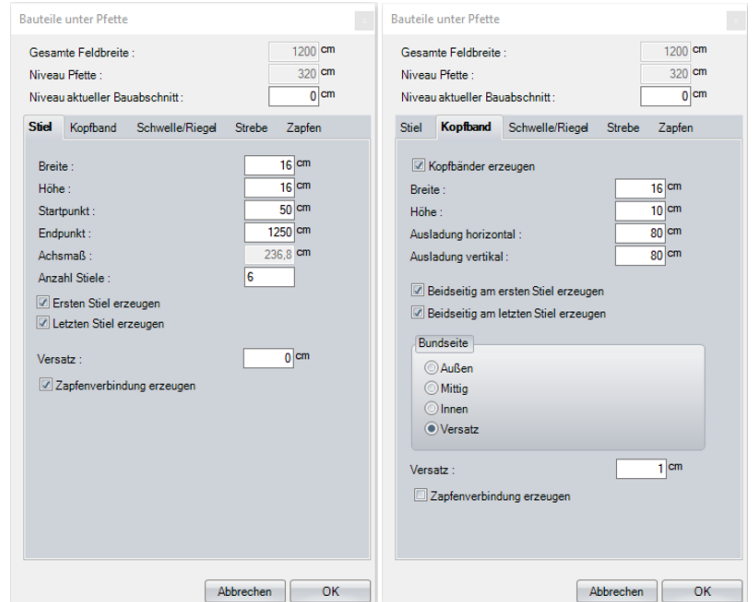 Bauteile unter Pfette
Gesamte Feldbreite : 1200 cm
Niveau Pfette : 320 cm
Niveau aktueller Bauabschnitt : 0 cm
Stiel Kopfband Schwelle/Riegel Strebe Zapfen
Breite : 16 cm
Höhe : 16 cm
Startpunkt : 50 cm
Endpunkt : 1250 cm
Achsmaß : 236,8 cm
Anzahl Stiele : 6
Ersten Stiel erzeugen
Letzten Stiel erzeugen
Versatz : 0 cm
Zapfenverbindung erzeugen
Abbrechen OK
Bauteile unter Pfette
x
Gesamte Feldbreite : 1200 cm
Niveau Pfette : 320 cm
Niveau aktueller Bauabschnitt : 0 cm
Stiel Kopfband Schwelle/Riegel Strebe Zapfen
Kopfbänder erzeugen
Breite : 16 cm
Höhe : 10 cm
Ausladung horizontal : 80 cm
Ausladung vertikal : 80 cm
Beidseitig am ersten Stiel erzeugen
Beidseitig am letzten Stiel erzeugen
Bundseite
Außen
Mittig
Innen
Versatz
Versatz : 1 cm
Zapfenverbindung erzeugen
Abbrechen OK